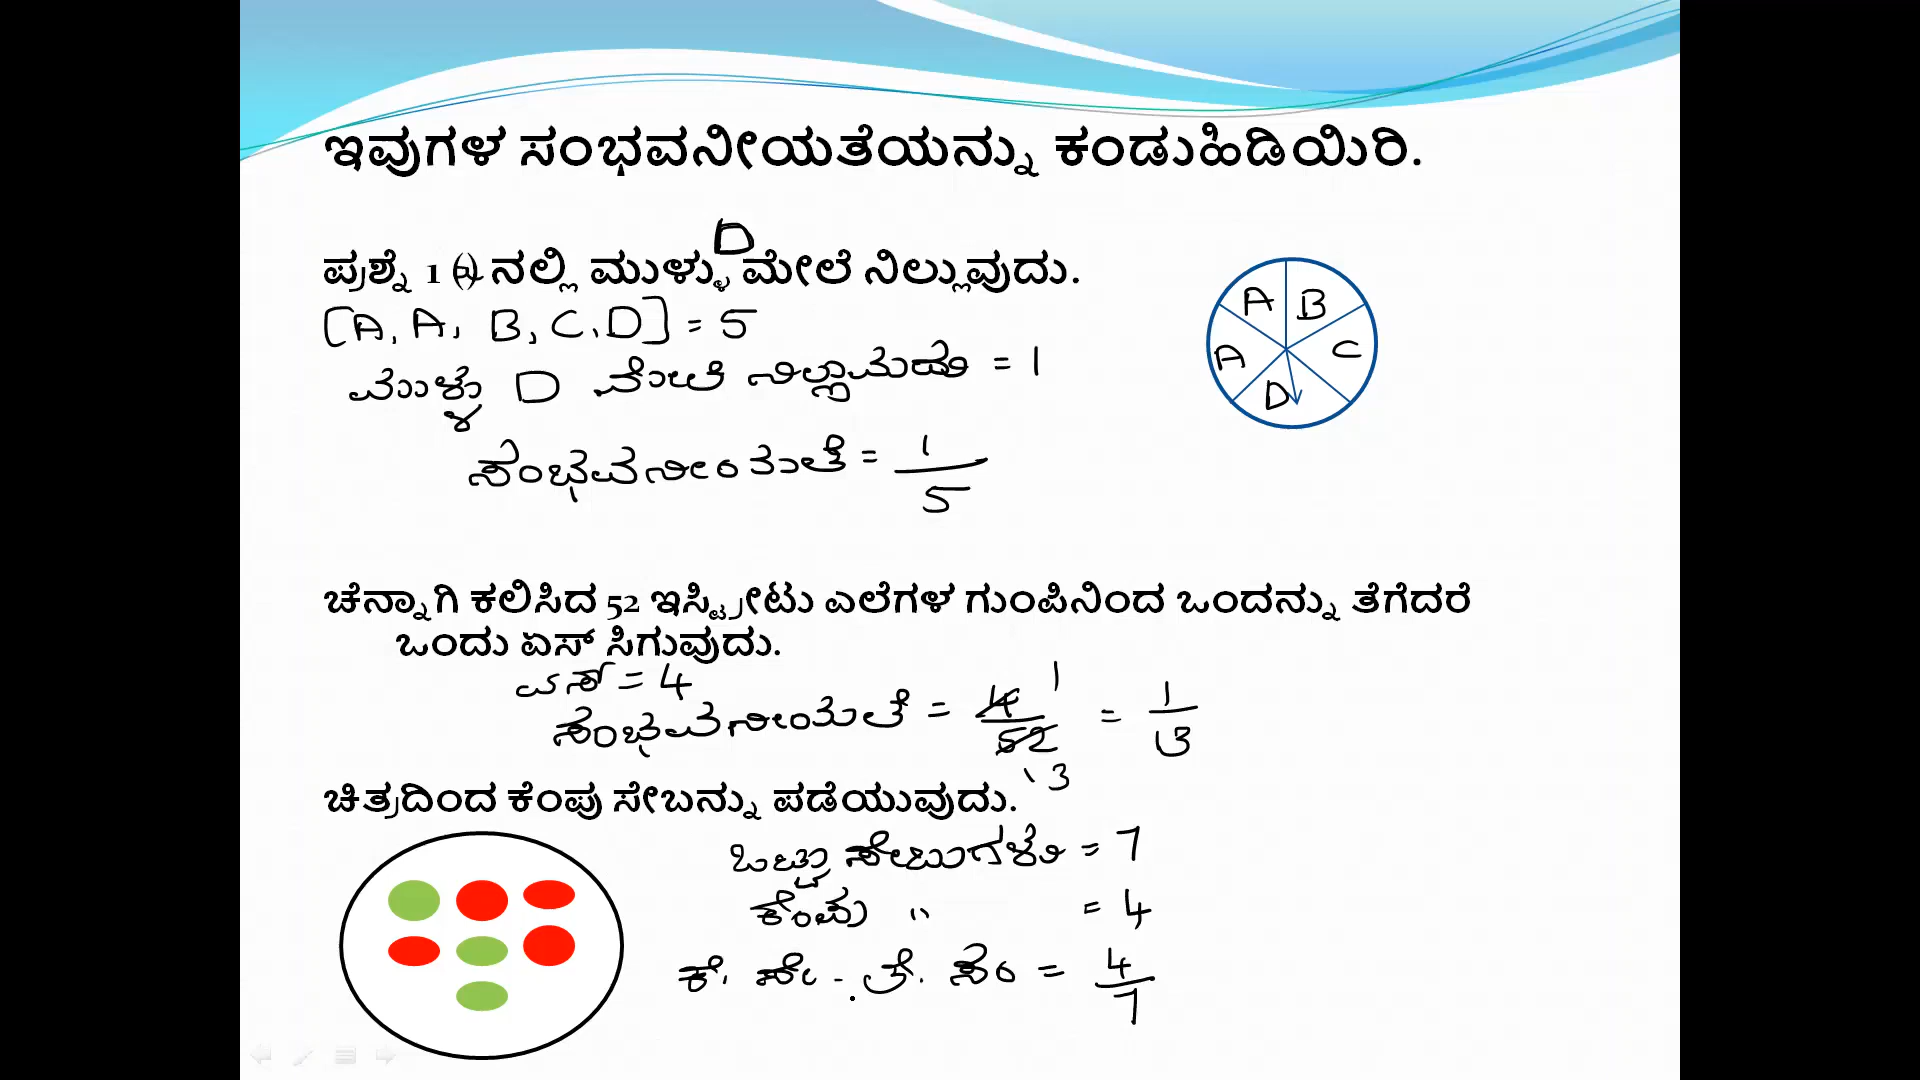 ಇವುಗಳ ಸಂಭವನೀಯತೆಯನ್ನು ಕಂಡುಹಿಡಿಯಿರಿ.
D
ಪ್ರಶ್ನೆ 1 ನಲ್ಲಿ ಮುಳ್ಳು ಮೇಲೆ ನಿಲ್ಲುವುದು.
[A, A, B, C, D] = 5
ಮುಳ್ಳು D ಮೇಲೆ = 1
ಸಂಭವನೀಯತೆ = 1/5
A B
A C
D
ಚೆನ್ನಾಗಿ ಕಲಿಸಿದ 52 ಇಸ್ಟ್ರೀಟು ಎಲೆಗಳ ಗುಂಪಿನಿಂದ ಒಂದನ್ನು ತೆಗೆದರೆ
ಒಂದು ಏಸ್ ಸಿಗುವುದು.
ಏಸ್ = 4
ಸಂಭವನೀಯತೆ = 4/52 1 13 = 1/13
ಚಿತ್ರದಿಂದ ಕೆಂಪು ಸೇಬನ್ನು ಪಡೆಯುವುದು.
ಒಟ್ಟು ಸೇಬುಗಳು = 7
ಕೆಂಪು " = 4
ಕೆ. ಸೇ. ತೆ. ಸಂ = 4/7